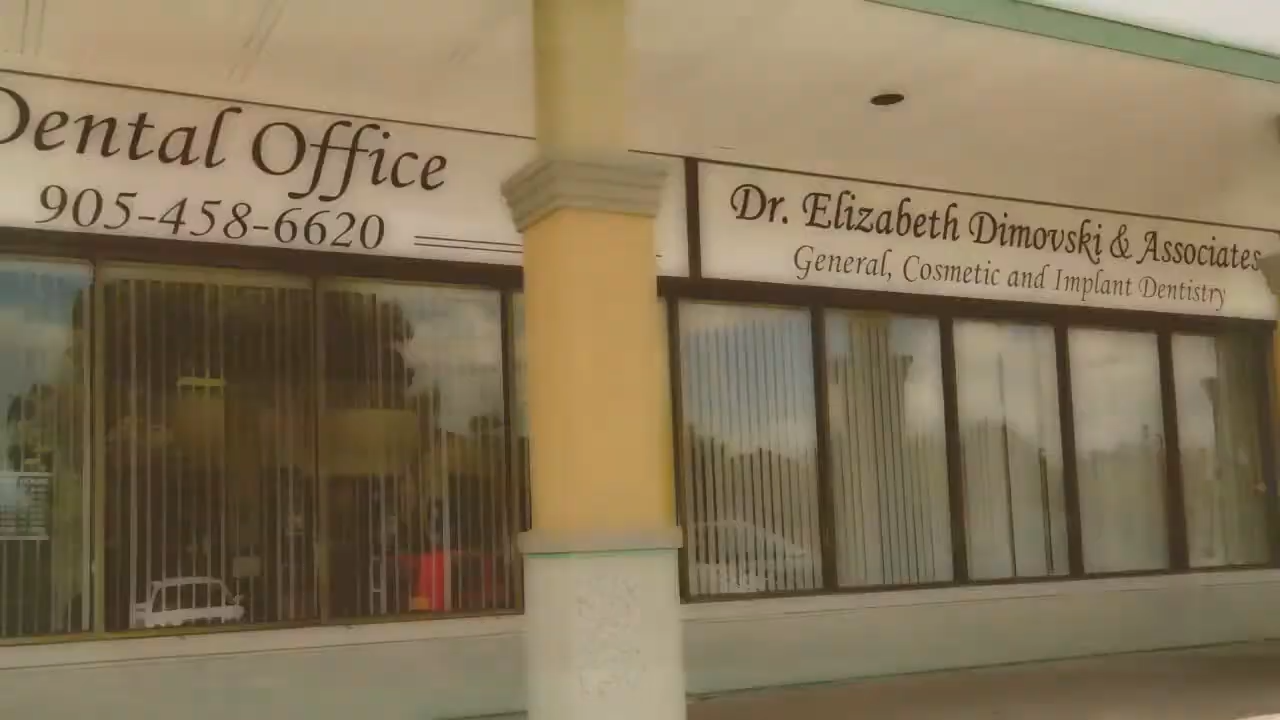 Dental Office
905-458-6620
Dr. Elizabeth Dimovski & Associates
General, Cosmetic and Implant Dentistry